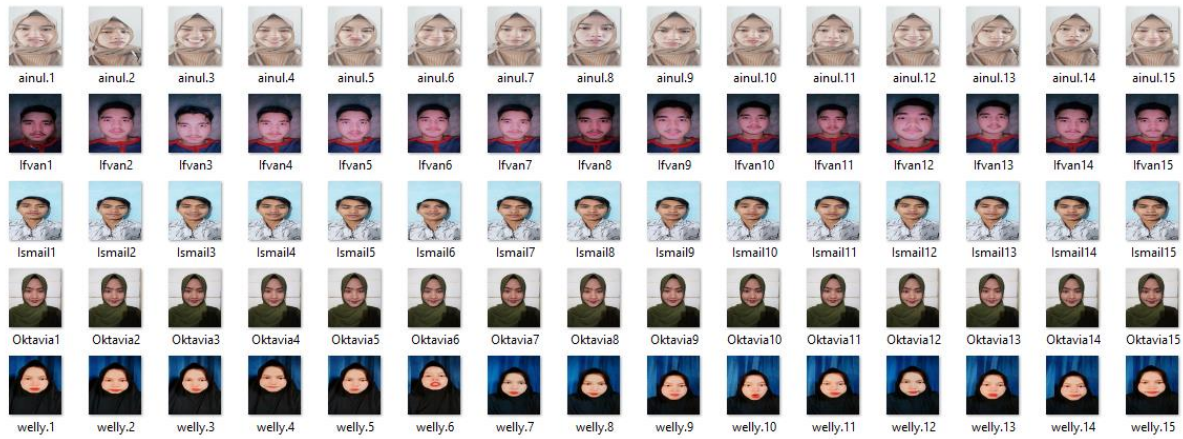 ainul.1 ainul.2 ainul.3 ainul.4 ainul.5 ainul.6 ainul.7 ainul.8 ainul.9 ainul.10 ainul.11 ainul.12 ainul.13 ainul.14 ainul.15
Ifvan1 Ifvan2 Ifvan3 Ifvan4 Ifvan5 Ifvan6 Ifvan7 Ifvan8 Ifvan9 Ifvan10 Ifvan11 Ifvan12 Ifvan13 Ifvan14 Ifvan15
Ismail1 Ismail2 Ismail3 Ismail4 Ismail5 Ismail6 Ismail7 Ismail8 Ismail9 Ismail10 Ismail11 Ismail12 Ismail13 Ismail14 Ismail15
Oktavia1 Oktavia2 Oktavia3 Oktavia4 Oktavia5 Oktavia6 Oktavia7 Oktavia8 Oktavia9 Oktavia10 Oktavia11 Oktavia12 Oktavia13 Oktavia14 Oktavia15
welly.1 welly.2 welly.3 welly.4 welly.5 welly.6 welly.7 welly.8 welly.9 welly.10 welly.11 welly.12 welly.13 welly.14 welly.15